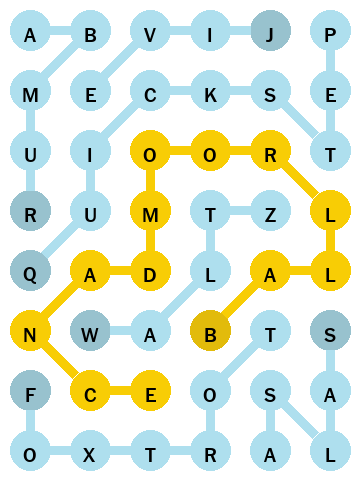 A B V I J P
M E C K S E
U I O O R T
R U M T Z L
Q A D L A L
N W A B T S
F C E O S A
O X T R A L